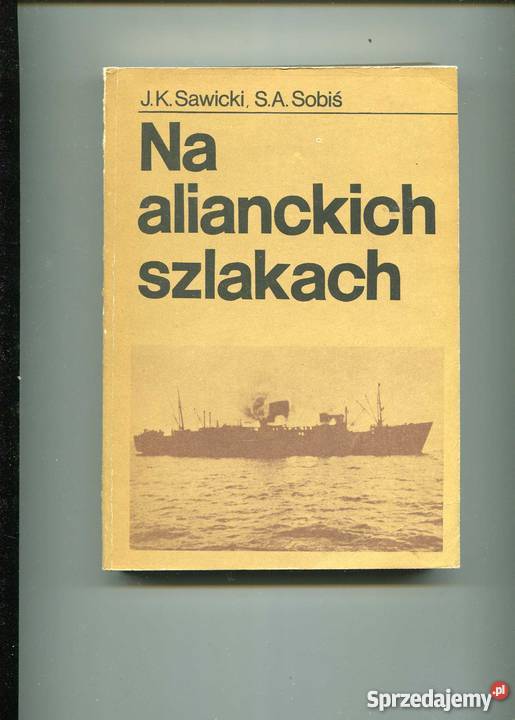 J.K. Sawicki, S.A. Sobiś
Na
alianckich
szlakach
Sprzedajemy.pl